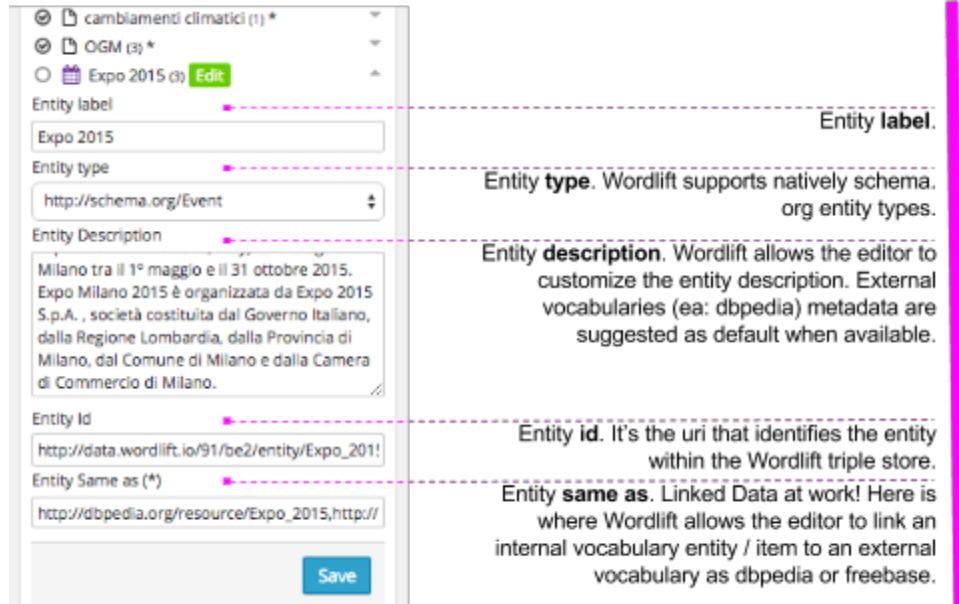 cambiamenti climatici (1) *
OGM (3) *
Expo 2015 (3) Edit
Entity label
Expo 2015
Entity label.
Entity type
http://schema.org/Event
Entity type. Wordlift supports natively schema.
org entity types.
Entity Description
Milano tra il 1º maggio e il 31 ottobre 2015.
Expo Milano 2015 è organizzata da Expo 2015
S.p.A. , società costituita dal Governo Italiano,
dalla Regione Lombardia, dalla Provincia di
Milano, dal Comune di Milano e dalla Camera
di Commercio di Milano.
Entity description. Wordlift allows the editor to
customize the entity description. External
vocabularies (ea: dbpedia) metadata are
suggested as default when available.
Entity Id
http://data.wordlift.io/91/be2/entity/Expo_201
Entity id. It's the uri that identifies the entity
within the Wordlift triple store.
Entity Same as (*)
http://dbpedia.org/resource/Expo_2015,http://
Entity same as. Linked Data at work! Here is
where Wordlift allows the editor to link an
internal vocabulary entity / item to an external
vocabulary as dbpedia or freebase.
Save